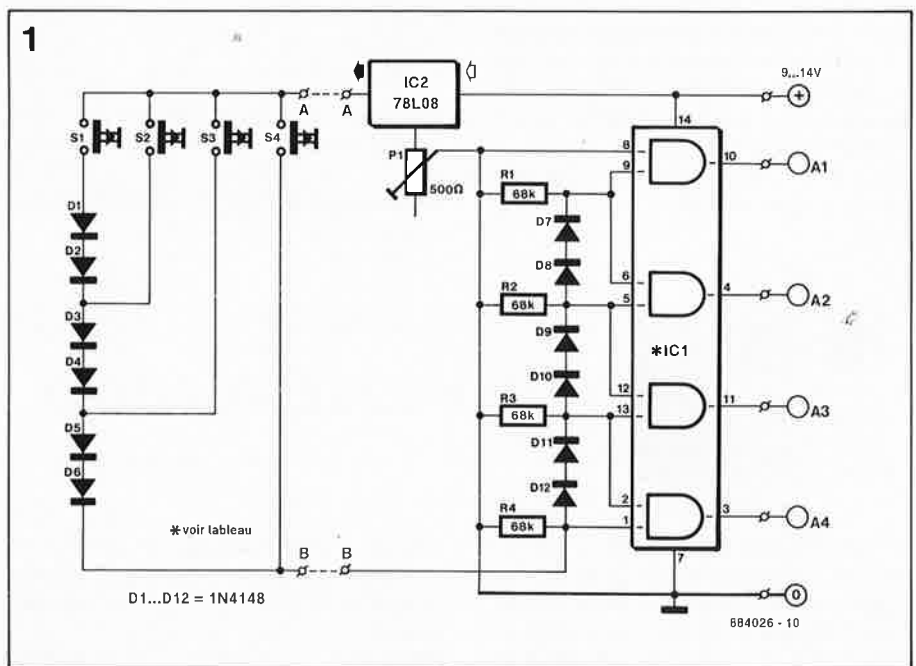 1
9...14V
IC2
78L08
A
A
+
S1
S2
S3
S4
14
P1
500Ω
8
9
10
A1
R1
68k
D1
D7
D2
D8
6
5
4
A2
R2
68k
D3
D9
*IC1
D4
D10
12
13
11
A3
R3
68k
D5
D11
D6
D12
2
1
3
A4
R4
68k
* voir tableau
B
B
7
D1...D12 = 1N4148
0
884026 - 10